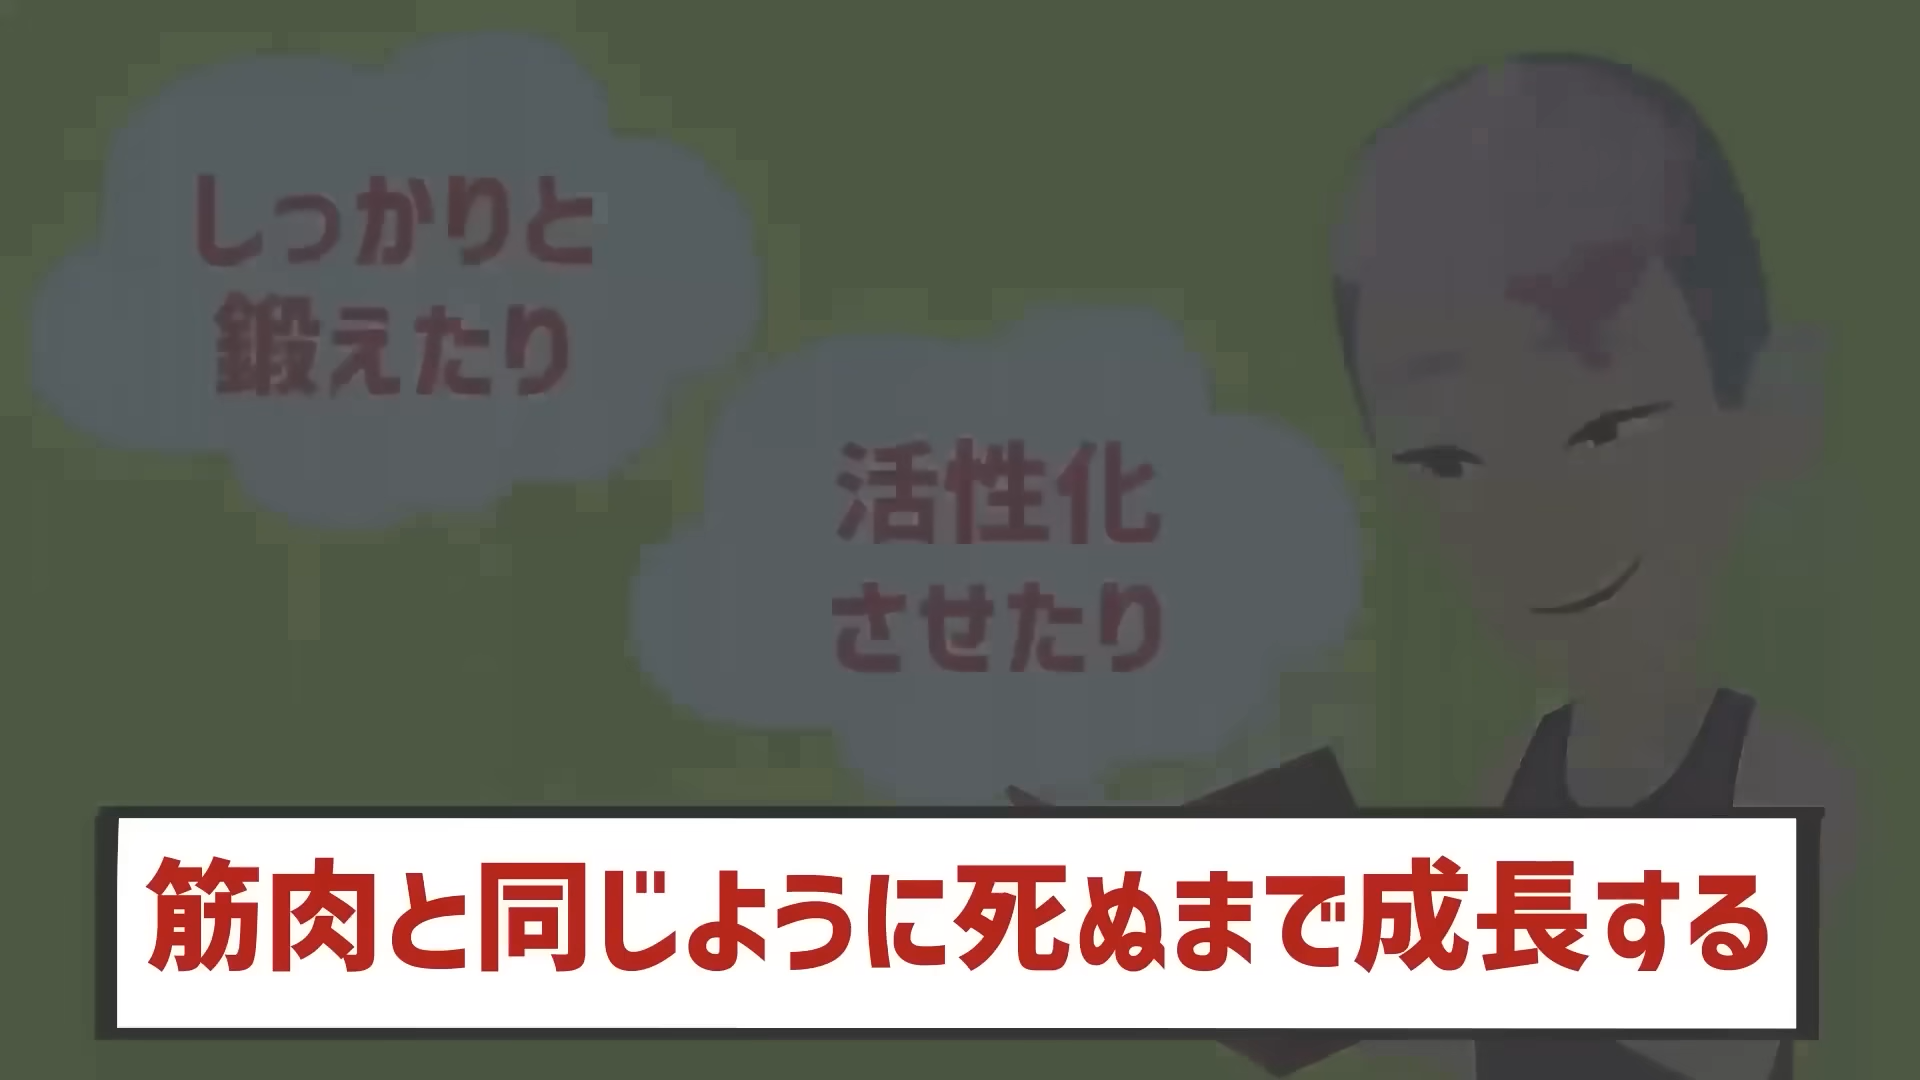 しっかりと
鍛えたり
活性化
させたり
筋肉と同じように死ぬまで成長する